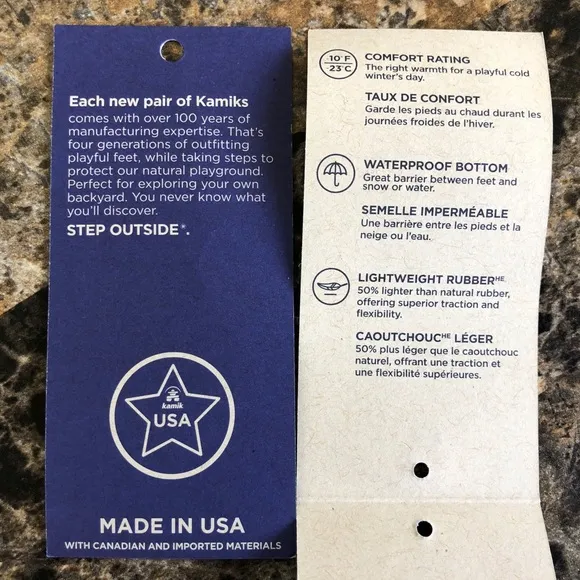 Each new pair of Kamiks
comes with over 100 years of
manufacturing expertise. That's
four generations of outfitting
playful feet, while taking steps to
protect our natural playground.
Perfect for exploring your own
backyard. You never know what
you'll discover.
STEP OUTSIDE®.
kamik
USA
MADE IN USA
WITH CANADIAN AND IMPORTED MATERIALS
-10°F
-23°C
COMFORT RATING
The right warmth for a playful cold
winter's day.
TAUX DE CONFORT
Garde les pieds au chaud durant les
journées froides de l'hiver.
WATERPROOF BOTTOM
Great barrier between feet and
snow or water.
SEMELLE IMPERMÉABLE
Une barrière entre les pieds et la
neige ou l'eau.
LIGHTWEIGHT RUBBERHE
50% lighter than natural rubber,
offering superior traction and
flexibility.
CAOUTCHOUCHE LÉGER
50% plus léger que le caoutchouc
naturel, offrant une traction et
une flexibilité supérieures.